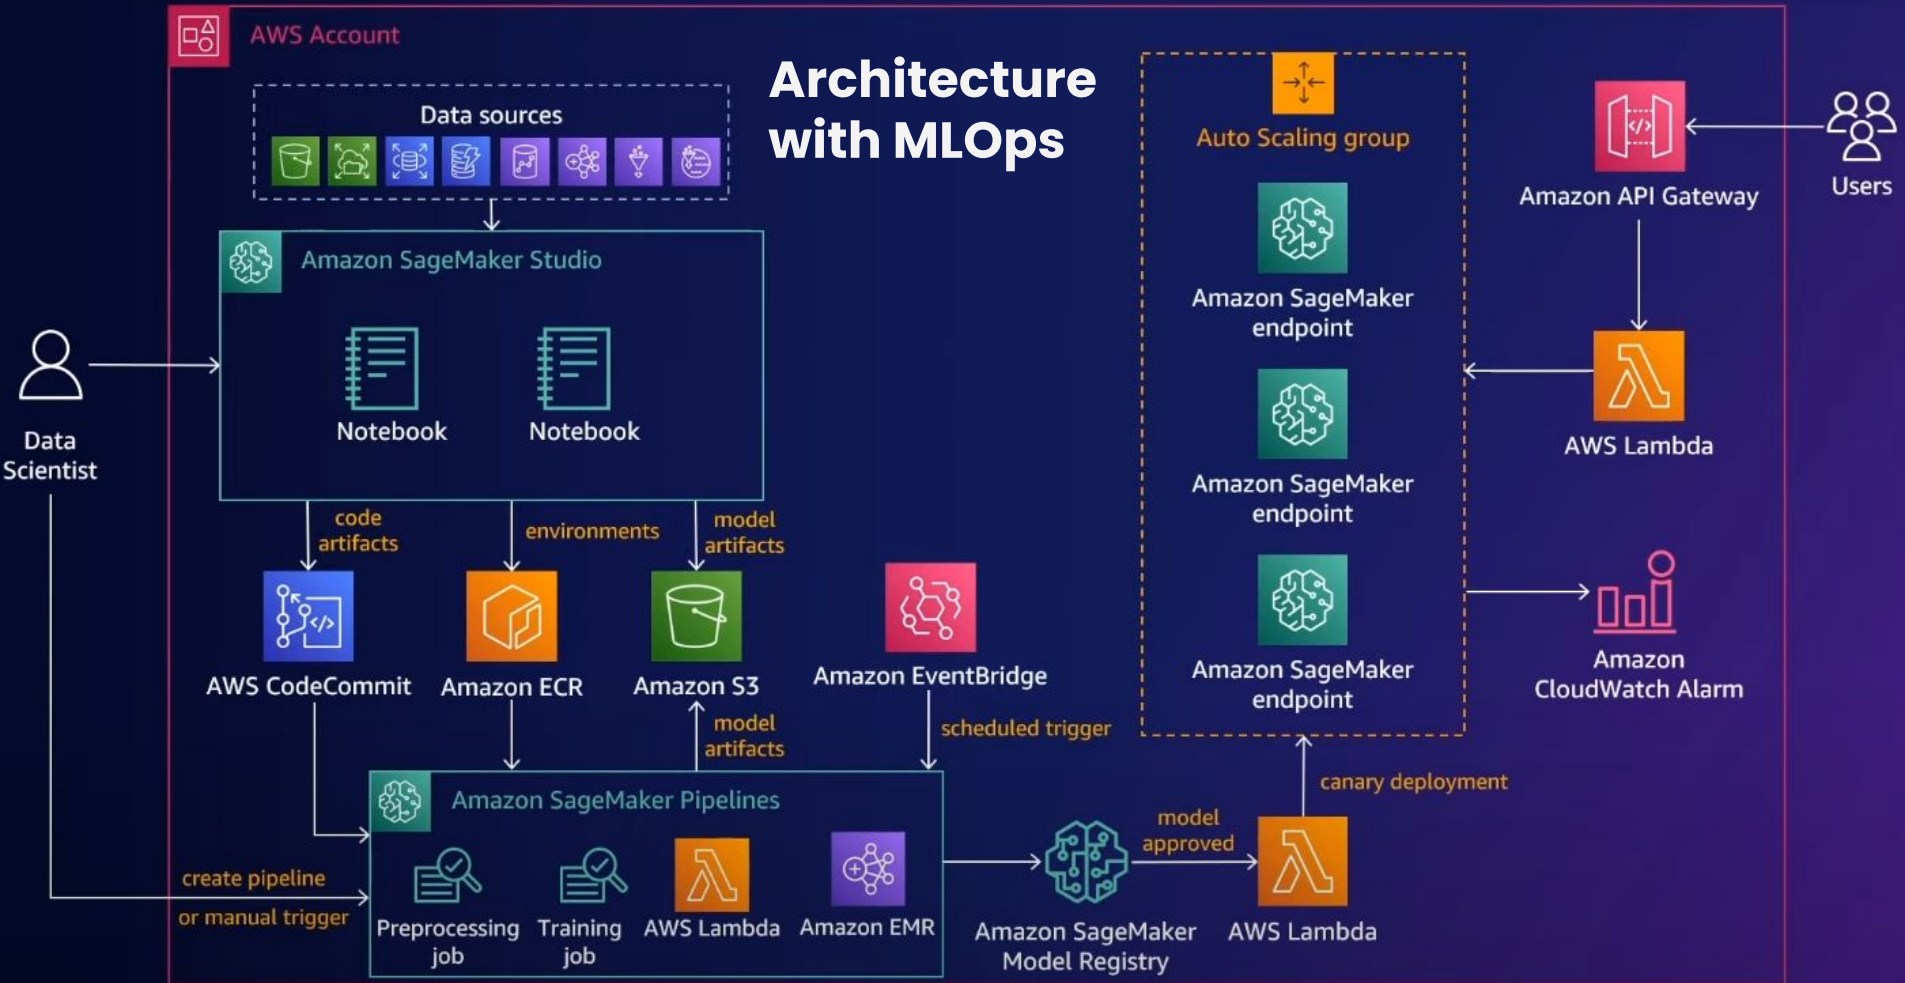 AWS Account
Architecture
with MLOps
Data sources
Amazon SageMaker Studio
Notebook
Notebook
Data
Scientist
code
artifacts
environments
model
artifacts
AWS CodeCommit
Amazon ECR
Amazon S3
Amazon EventBridge
model
artifacts
scheduled trigger
create pipeline
or manual trigger
Amazon SageMaker Pipelines
Preprocessing
job
Training
job
AWS Lambda
Amazon EMR
Amazon SageMaker
Model Registry
model
approved
AWS Lambda
canary deployment
Auto Scaling group
Amazon SageMaker
endpoint
Amazon SageMaker
endpoint
Amazon SageMaker
endpoint
Amazon API Gateway
Users
AWS Lambda
Amazon
CloudWatch Alarm